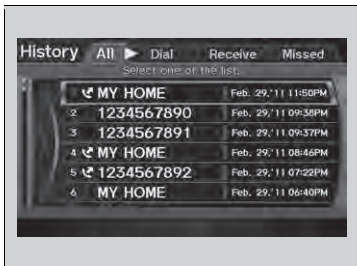 History All Dial Receive Missed
Select one of the list.
MY HOME Feb. 29,'11 11:50PM
2 1234567890 Feb. 29,'11 09:38PM
3 1234567891 Feb. 29,'11 09:37PM
4 MY HOME Feb. 29,'11 08:46PM
5 1234567892 Feb. 29,'11 07:22PM
6 MY HOME Feb. 29,'11 06:40PM